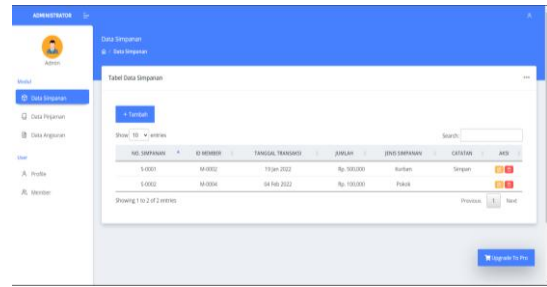 ADMINISTRATOR
Admin
Modul
Data Simpanan
Data Pinjaman
Data Angsuran
User
Profile
Member
Data Simpanan
Data Simpanan
Tabel Data Simpanan
+ Tambah
Show 10 entries
Search:
NO. SIMPANAN ID MEMBER TANGGAL TRANSAKSI JUMLAH JENIS SIMPANAN CATATAN AKSI
S-0001 M-0002 19 Jan 2022 Rp. 300,000 Kurban Simpan
S-0002 M-0004 04 Feb 2022 Rp. 100,000 Pokok
Showing 1 to 2 of 2 entries
Previous 1 Next
Upgrade To Pro